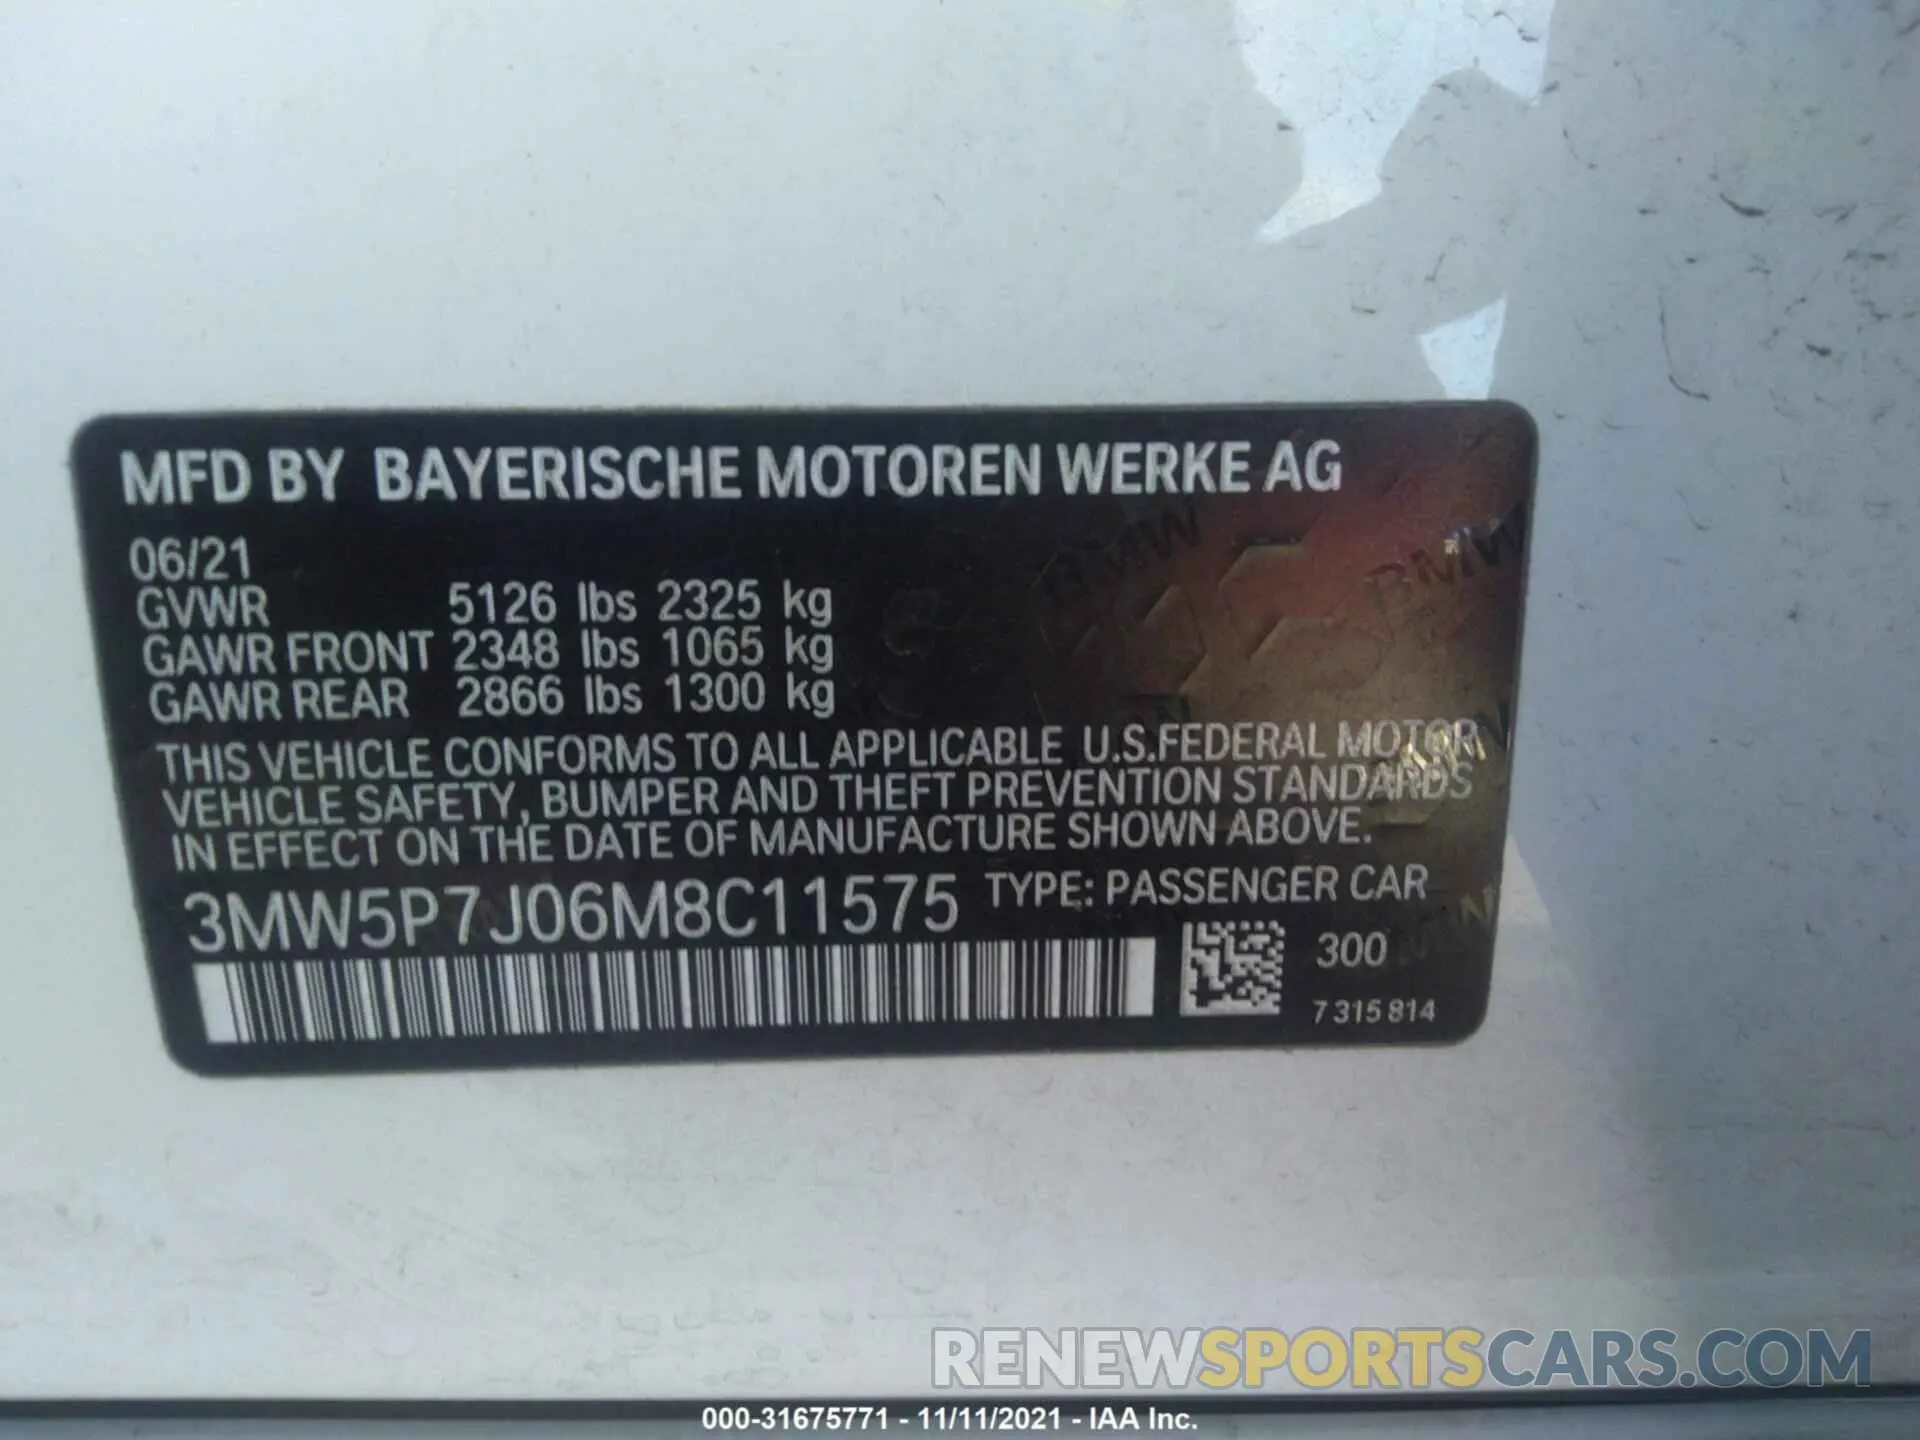 MFD BY BAYERISCHE MOTOREN WERKE AG
06/21
GVWR 5126 lbs 2325 kg
GAWR FRONT 2348 lbs 1065 kg
GAWR REAR 2866 lbs 1300 kg
THIS VEHICLE CONFORMS TO ALL APPLICABLE U.S.FEDERAL MOTOR
VEHICLE SAFETY, BUMPER AND THEFT PREVENTION STANDARDS
IN EFFECT ON THE DATE OF MANUFACTURE SHOWN ABOVE.
3MW5P7J06M8C11575 TYPE: PASSENGER CAR
300
7 315 814
RENEWSPORTSCARS.COM
000-31675771 - 11/11/2021 - IAA Inc.